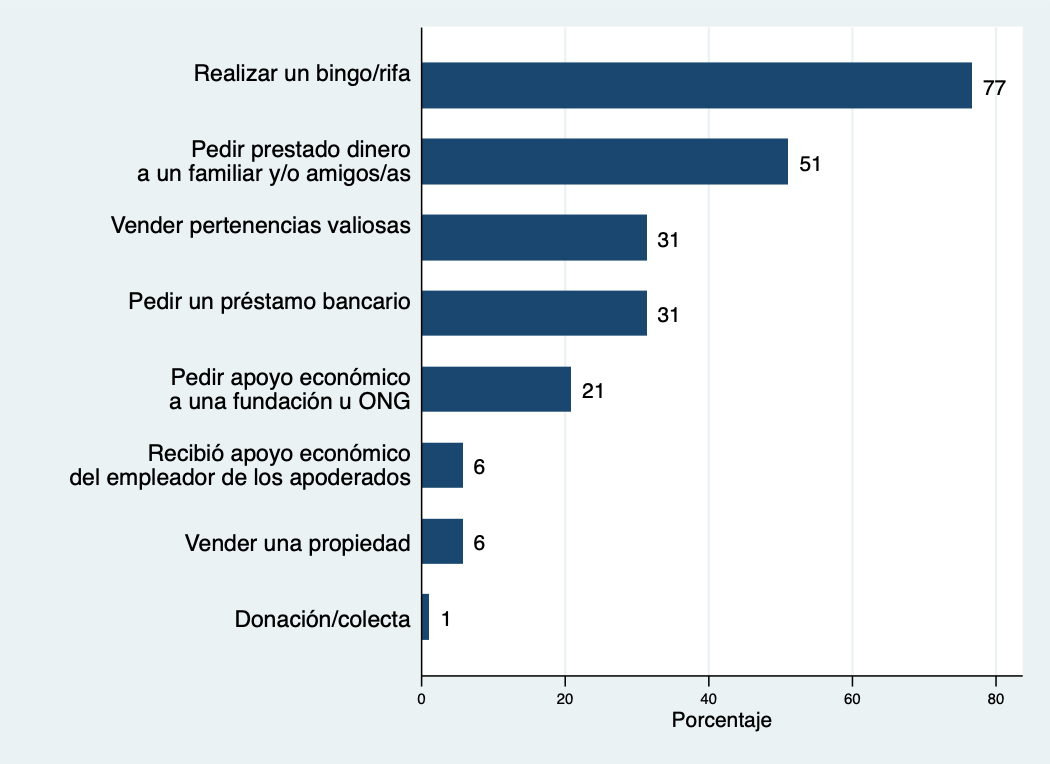 Realizar un bingo/rifa
77
Pedir prestado dinero
a un familiar y/o amigos/as
51
Vender pertenencias valiosas
31
Pedir un préstamo bancario
31
Pedir apoyo económico
a una fundación u ONG
21
Recibió apoyo económico
del empleador de los apoderados
6
Vender una propiedad
6
Donación/colecta
1
0 20 40 60 80
Porcentaje